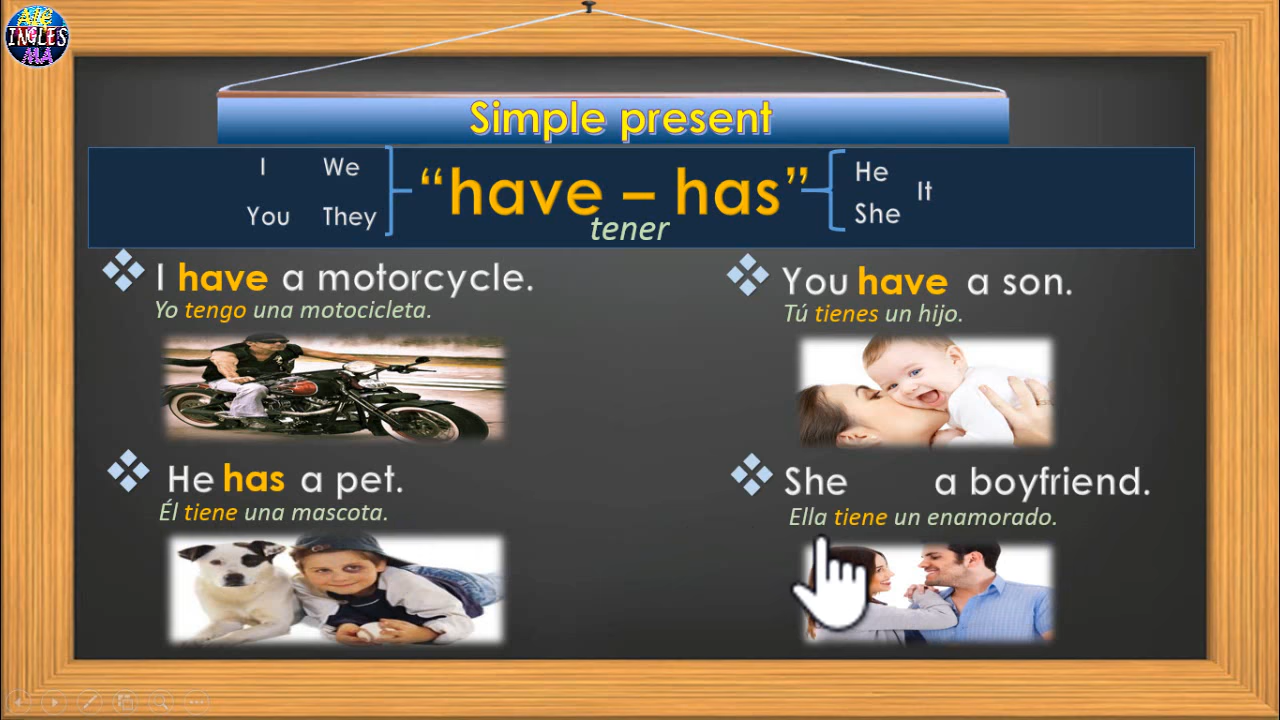 INGLES
Simple present
I We
You They
“have – has”
tener
He
She
It
I have a motorcycle.
Yo tengo una motocicleta.
You have a son.
Tú tienes un hijo.
He has a pet.
Él tiene una mascota.
She a boyfriend.
Ella tiene un enamorado.